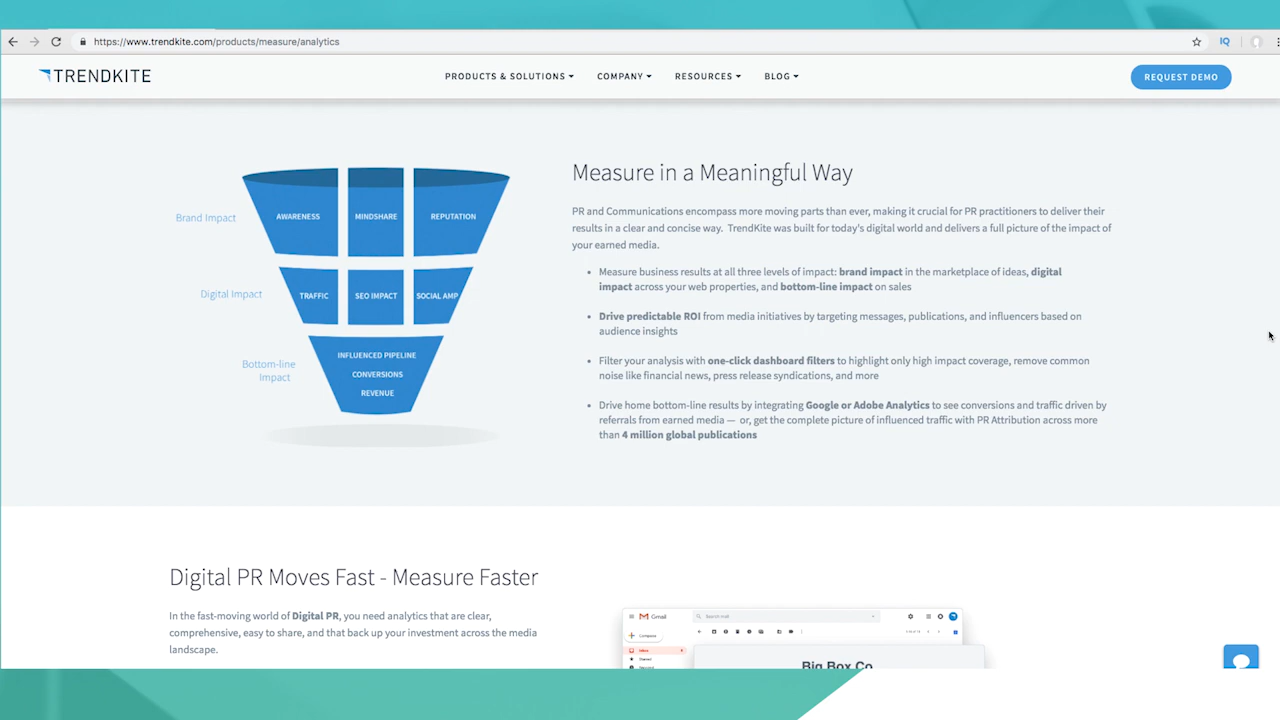 https://www.trendkite.com/products/measure/analytics
IQ
TRENDKITE
PRODUCTS & SOLUTIONS
COMPANY
RESOURCES
BLOG
REQUEST DEMO
Brand Impact
AWARENESS
MINDSHARE
REPUTATION
Digital Impact
TRAFFIC
SEO IMPACT
SOCIAL AMP
Bottom-line
Impact
INFLUENCED PIPELINE
CONVERSIONS
REVENUE
Measure in a Meaningful Way
PR and Communications encompass more moving parts than ever, making it crucial for PR practitioners to deliver their
results in a clear and concise way. TrendKite was built for today's digital world and delivers a full picture of the impact of
your earned media.
• Measure business results at all three levels of impact: brand impact in the marketplace of ideas, digital
impact across your web properties, and bottom-line impact on sales
• Drive predictable ROI from media initiatives by targeting messages, publications, and influencers based on
audience insights
• Filter your analysis with one-click dashboard filters to highlight only high impact coverage, remove common
noise like financial news, press release syndications, and more
• Drive home bottom-line results by integrating Google or Adobe Analytics to see conversions and traffic driven by
referrals from earned media — or, get the complete picture of influenced traffic with PR Attribution across more
than 4 million global publications
Digital PR Moves Fast - Measure Faster
In the fast-moving world of Digital PR, you need analytics that are clear,
comprehensive, easy to share, and that back up your investment across the media
landscape.
Gmail
Search mail
Compose
Inbox
Starred
Big Box Co